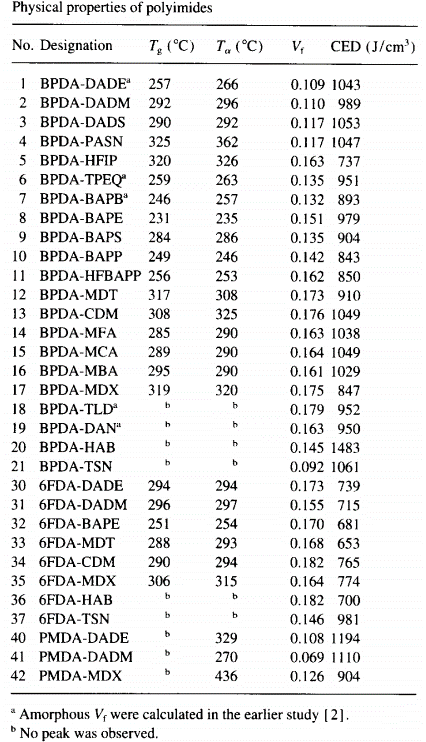 Physical properties of polyimides
No. Designation Tg (°C) Tα (°C) Vf CED (J/cm³)
1 BPDA-DADEᵃ 257 266 0.109 1043
2 BPDA-DADM 292 296 0.110 989
3 BPDA-DADS 290 292 0.117 1053
4 BPDA-PASN 325 362 0.117 1047
5 BPDA-HFIP 320 326 0.163 737
6 BPDA-TPEQᵃ 259 263 0.135 951
7 BPDA-BAPBᵃ 246 257 0.132 893
8 BPDA-BAPE 231 235 0.151 979
9 BPDA-BAPS 284 286 0.135 904
10 BPDA-BAPP 249 246 0.142 843
11 BPDA-HFBAPP 256 253 0.162 850
12 BPDA-MDT 317 308 0.173 910
13 BPDA-CDM 308 325 0.176 1049
14 BPDA-MFA 285 290 0.163 1038
15 BPDA-MCA 289 290 0.164 1049
16 BPDA-MBA 295 290 0.161 1029
17 BPDA-MDX 319 320 0.175 847
18 BPDA-TLDᵃ ᵇ ᵇ 0.179 952
19 BPDA-DANᵃ ᵇ ᵇ 0.163 950
20 BPDA-HAB ᵇ ᵇ 0.145 1483
21 BPDA-TSN ᵇ ᵇ 0.092 1061
30 6FDA-DADE 294 294 0.173 739
31 6FDA-DADM 296 297 0.155 715
32 6FDA-BAPE 251 254 0.170 681
33 6FDA-MDT 288 293 0.168 653
34 6FDA-CDM 290 294 0.182 765
35 6FDA-MDX 306 315 0.164 774
36 6FDA-HAB ᵇ ᵇ 0.182 700
37 6FDA-TSN ᵇ ᵇ 0.146 981
40 PMDA-DADE ᵇ 329 0.108 1194
41 PMDA-DADM ᵇ 270 0.069 1110
42 PMDA-MDX ᵇ 436 0.126 904
ᵃ Amorphous Vf were calculated in the earlier study [2].
ᵇ No peak was observed.